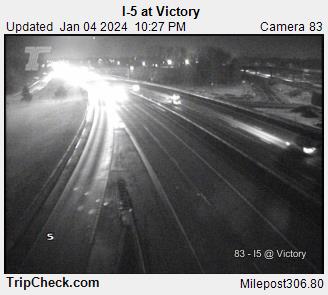 I-5 at Victory
Updated Jan 04 2024 10:27 PM Camera 83
S
83 - I5 @ Victory
TripCheck.com Milepost306.80